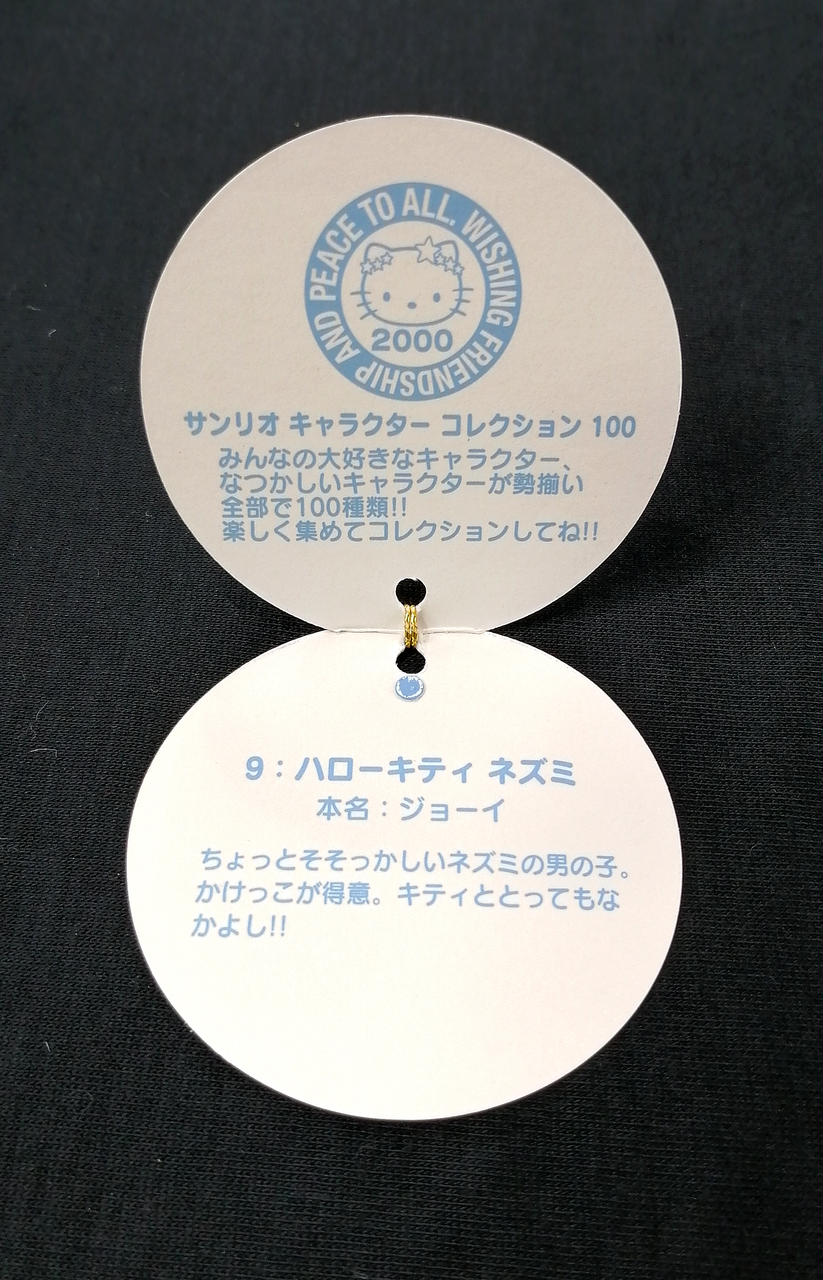 PEACE TO ALL. WISHING FRIENDSHIP AND
2000
サンリオ キャラクター コレクション 100
みんなの大好きなキャラクター、
なつかしいキャラクターが勢揃い
全部で100種類!!
楽しく集めてコレクションしてね!!
9：ハローキティ ネズミ
本名：ジョーイ
ちょっとそそっかしいネズミの男の子。
かけっこが得意。キティととってもな
かよし!!